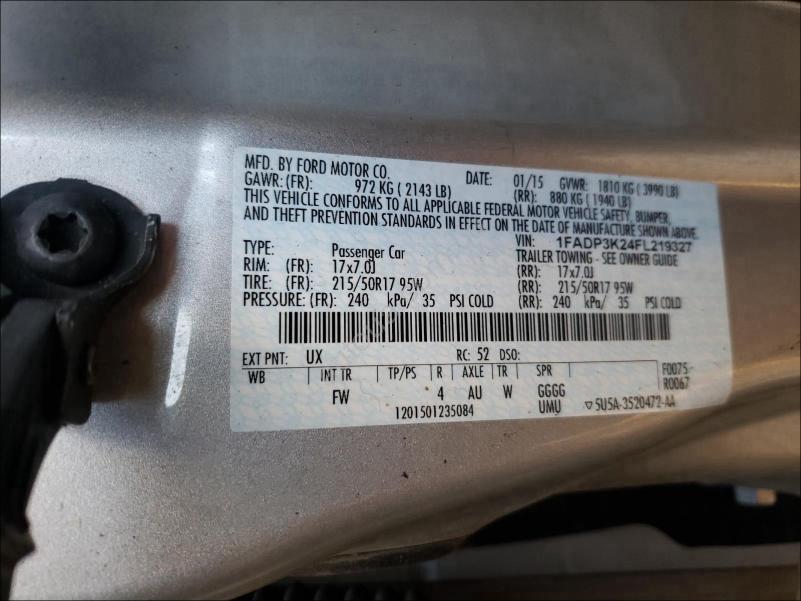 MFD. BY FORD MOTOR CO. DATE: 01/15 GVWR: 1810 KG ( 3990 LB)
GAWR: (FR): 972 KG ( 2143 LB) (RR): 880 KG ( 1940 LB)
THIS VEHICLE CONFORMS TO ALL APPLICABLE FEDERAL MOTOR VEHICLE SAFETY, BUMPER,
AND THEFT PREVENTION STANDARDS IN EFFECT ON THE DATE OF MANUFACTURE SHOWN ABOVE.
VIN: 1FADP3K24FL219327
TYPE: Passenger Car TRAILER TOWING - SEE OWNER GUIDE
RIM: (FR): 17x7.0J (RR): 17x7.0J
TIRE: (FR): 215/50R17 95W (RR): 215/50R17 95W
PRESSURE: (FR): 240 kPa/ 35 PSI COLD (RR): 240 kPa/ 35 PSI COLD
EXT PNT: UX RC: 52 DSO:
WB INT TR TP/PS R AXLE TR SPR F0075
R0067
FW 4 AU W GGGG
1201501235084 UMU ▽ 5U5A-3520472-AA